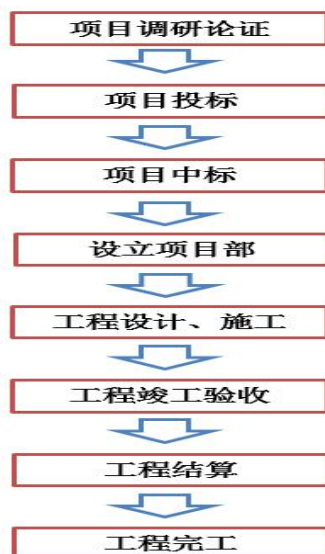 项目调研论证
项目投标
项目中标
设立项目部
工程设计、施工
工程竣工验收
工程结算
工程完工